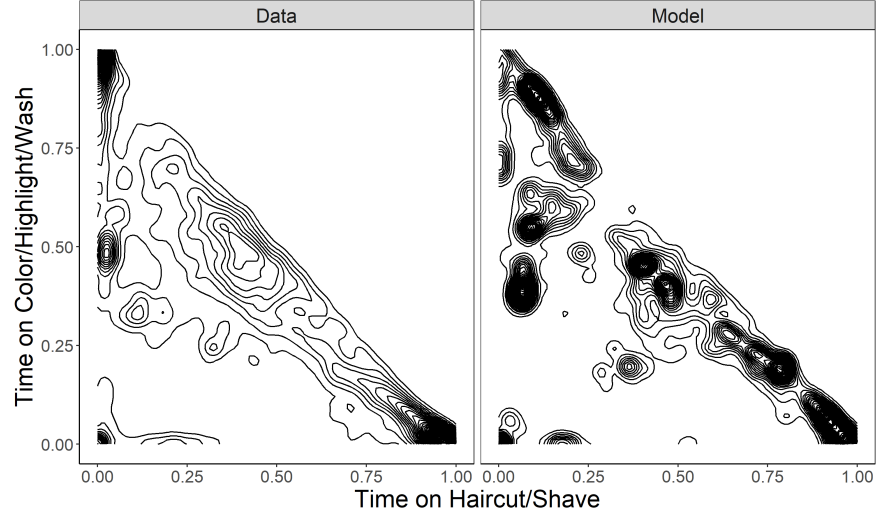 Data
Model
Time on Color/Highlight/Wash
1.00
0.75
0.50
0.25
0.00
0.00 0.25 0.50 0.75 1.00
0.00 0.25 0.50 0.75 1.00
Time on Haircut/Shave